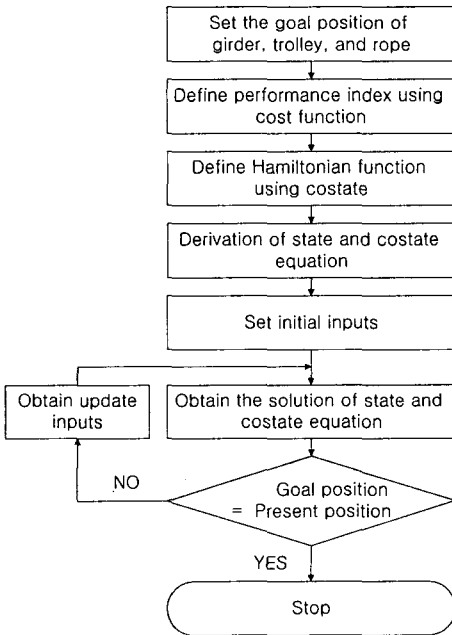 Set the goal position of
girder, trolley, and rope
Define performance index using
cost function
Define Hamiltonian function
using costate
Derivation of state and costate
equation
Set initial inputs
Obtain update
inputs
Obtain the solution of state and
costate equation
NO
Goal position
= Present position
YES
Stop